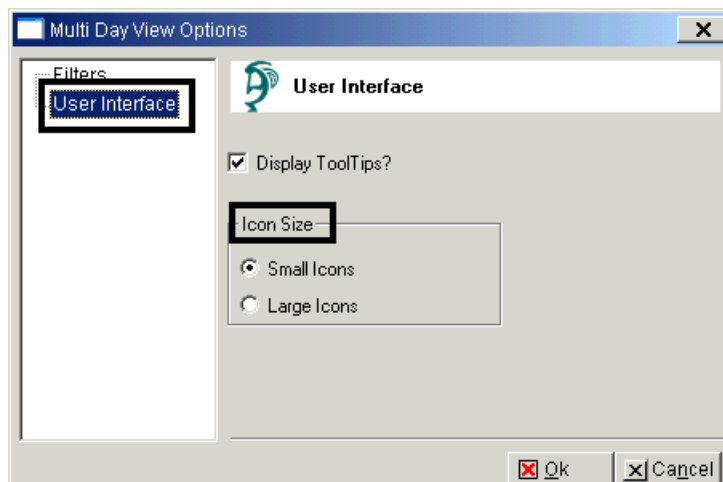 Multi Day View Options
Filters
User Interface
User Interface
Display ToolTips?
Icon Size
Small Icons
Large Icons
Ok
Cancel